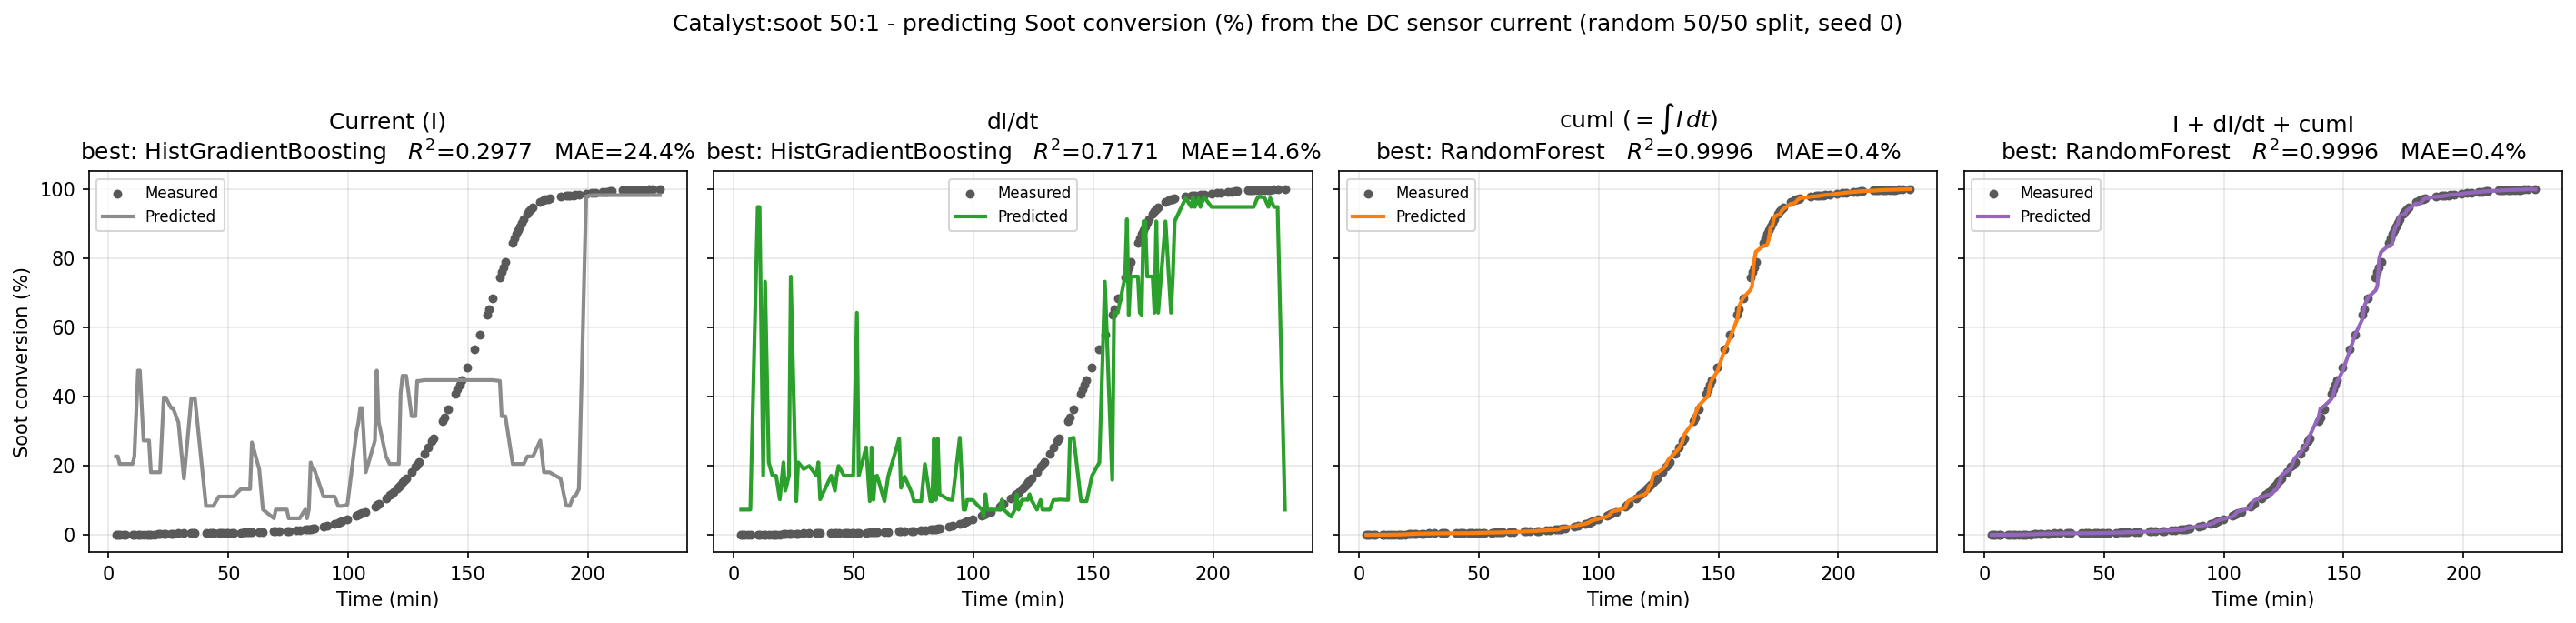 Catalyst:soot 50:1 - predicting Soot conversion (%) from the DC sensor current (random 50/50 split, seed 0)
Current (I)
best: HistGradientBoosting R²=0.2977 MAE=24.4%
Measured
Predicted
100
80
60
40
20
0
Soot conversion (%)
0 50 100 150 200
Time (min)
dI/dt
best: HistGradientBoosting R²=0.7171 MAE=14.6%
Measured
Predicted
0 50 100 150 200
Time (min)
cumI (=∫I dt)
best: RandomForest R²=0.9996 MAE=0.4%
Measured
Predicted
0 50 100 150 200
Time (min)
I + dI/dt + cumI
best: RandomForest R²=0.9996 MAE=0.4%
Measured
Predicted
0 50 100 150 200
Time (min)